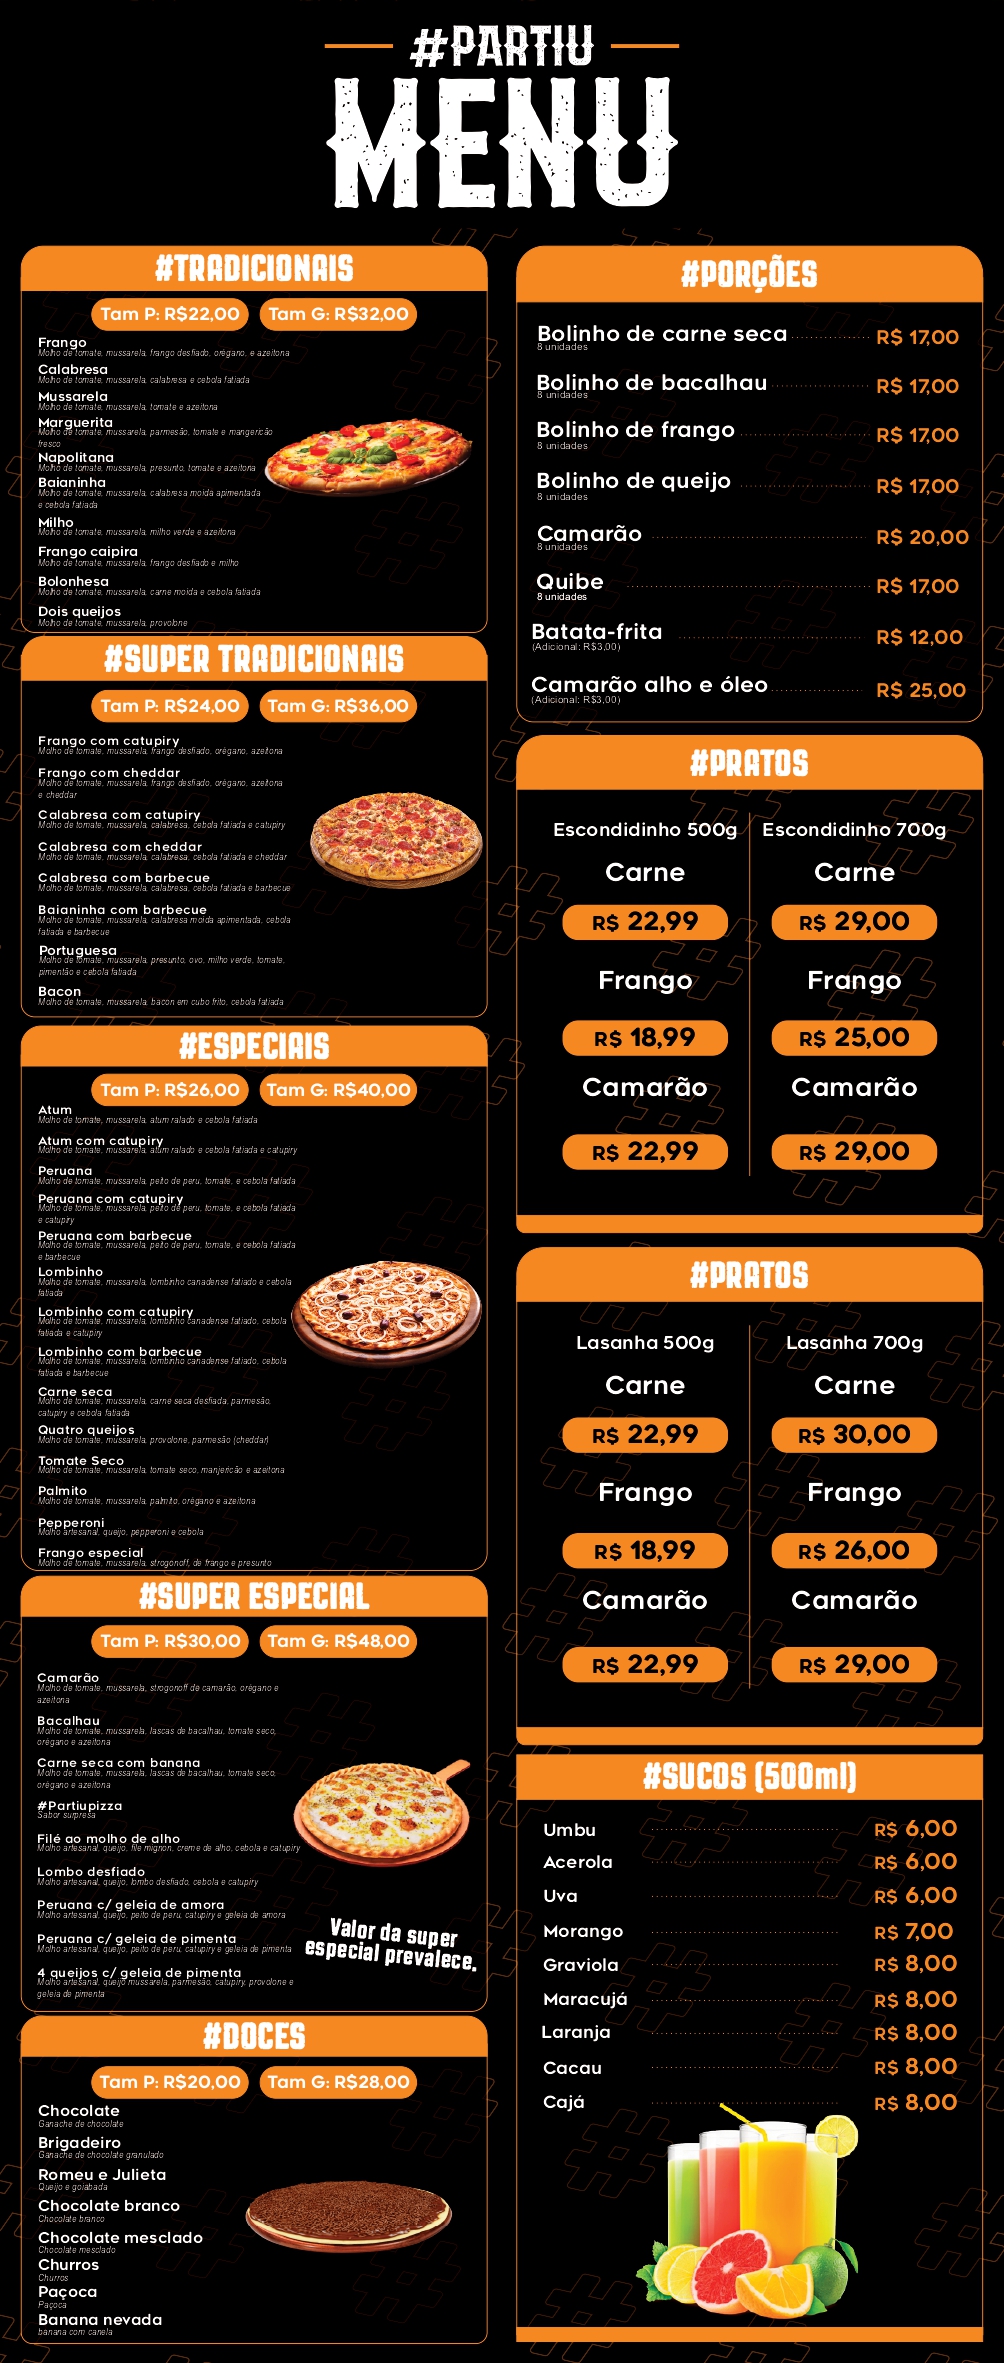 #PARTIU
MENU
#TRADICIONAIS
Tam P: R$22,00 Tam G: R$32,00
Frango
Molho de tomate, mussarela, frango desfiado, orégano, e azeitona
Calabresa
Molho de tomate, mussarela, calabresa e cebola fatiada
Mussarela
Molho de tomate, mussarela, tomate e azeitona
Marguerita
Molho de tomate, mussarela, parmesão, tomate e mangericão
fresco
Napolitana
Molho de tomate, mussarela, presunto, tomate e azeitona
Baianinha
Molho de tomate, mussarela, calabresa moida apimentada
e cebola fatiada
Milho
Molho de tomate, mussarela, milho verde e azeitona
Frango caipira
Molho de tomate, mussarela, frango desfiado e milho
Bolonhesa
Molho de tomate, mussarela, carne moida e cebola fatiada
Dois queijos
Molho de tomate, mussarela, provolone
#SUPER TRADICIONAIS
Tam P: R$24,00 Tam G: R$36,00
Frango com catupiry
Molho de tomate, mussarela, frango desfiado, orégano, azeitona
Frango com cheddar
Molho de tomate, mussarela, frango desfiado, orégano, azeitona
e cheddar
Calabresa com catupiry
Molho de tomate, mussarela, calabresa, cebola fatiada e catupiry
Calabresa com cheddar
Molho de tomate, mussarela, calabresa, cebola fatiada e cheddar
Calabresa com barbecue
Molho de tomate, mussarela, calabresa, cebola fatiada e barbecue
Baianinha com barbecue
Molho de tomate, mussarela, calabresa moida apimentada, cebola
fatiada e barbecue
Portuguesa
Molho de tomate, mussarela, presunto, ovo, milho verde, tomate,
pimentão e cebola fatiada
Bacon
Molho de tomate, mussarela, bacon em cubo frito, cebola fatiada
#ESPECIAIS
Tam P: R$26,00 Tam G: R$40,00
Atum
Molho de tomate, mussarela, atum ralado e cebola fatiada
Atum com catupiry
Molho de tomate, mussarela, atum ralado e cebola fatiada e catupiry
Peruana
Molho de tomate, mussarela, peito de peru, tomate, e cebola fatiada
Peruana com catupiry
Molho de tomate, mussarela, peito de peru, tomate, e cebola fatiada
e catupiry
Peruana com barbecue
Molho de tomate, mussarela, peito de peru, tomate, e cebola fatiada
e barbecue
Lombinho
Molho de tomate, mussarela, lombinho canadense fatiado e cebola
fatiada
Lombinho com catupiry
Molho de tomate, mussarela, lombinho canadense fatiado, cebola
fatiada e catupiry
Lombinho com barbecue
Molho de tomate, mussarela, lombinho canadense fatiado, cebola
fatiada e barbecue
Carne seca
Molho de tomate, mussarela, carne seca desfiada, parmesão,
catupiry e cebola fatiada
Quatro queijos
Molho de tomate, mussarela, provolone, parmesão (cheddar)
Tomate Seco
Molho de tomate, mussarela, tomate seco, manjericão e azeitona
Palmito
Molho de tomate, mussarela, palmito, orégano e azeitona
Pepperoni
Molho artesanal, queijo, pepperoni e cebola
Frango especial
Molho de tomate, mussarela, strogonoff, de frango e presunto
#SUPER ESPECIAL
Tam P: R$30,00 Tam G: R$48,00
Camarão
Molho de tomate, mussarela, strogonoff de camarão, orégano e
azeitona
Bacalhau
Molho de tomate, mussarela, lascas de bacalhau, tomate seco,
orégano e azeitona
Carne seca com banana
Molho de tomate, mussarela, lascas de bacalhau, tomate seco,
orégano e azeitona
#Partiupizza
Sabor surpresa
Filé ao molho de alho
Molho artesanal, queijo, file mignon, creme de alho, cebola e catupiry
Lombo desfiado
Molho artesanal, queijo, lombo desfiado, cebola e catupiry
Peruana c/ geleia de amora
Molho artesanal, queijo, peito de peru, catupiry e geleia de amora
Peruana c/ geleia de pimenta
Molho artesanal, queijo, peito de peru, catupiry e geleia de pimenta
4 queijos c/ geleia de pimenta
Molho artesanal, queijo mussarela, parmesão, catupiry, provolone e
geleia de pimenta
Valor da super
especial prevalece.
#DOCES
Tam P: R$20,00 Tam G: R$28,00
Chocolate
Ganache de chocolate
Brigadeiro
Ganache de chocolate granulado
Romeu e Julieta
Queijo e goiabada
Chocolate branco
Chocolate branco
Chocolate mesclado
Chocolate mesclado
Churros
Churros
Paçoca
Paçoca
Banana nevada
banana com canela
#PORÇÕES
Bolinho de carne seca R$ 17,00
8 unidades
Bolinho de bacalhau R$ 17,00
8 unidades
Bolinho de frango R$ 17,00
8 unidades
Bolinho de queijo R$ 17,00
8 unidades
Camarão R$ 20,00
8 unidades
Quibe R$ 17,00
8 unidades
Batata-frita R$ 12,00
(Adicional: R$3,00)
Camarão alho e óleo R$ 25,00
(Adicional: R$3,00)
#PRATOS
Escondidinho 500g Escondidinho 700g
Carne Carne
R$ 22,99 R$ 29,00
Frango Frango
R$ 18,99 R$ 25,00
Camarão Camarão
R$ 22,99 R$ 29,00
#PRATOS
Lasanha 500g Lasanha 700g
Carne Carne
R$ 22,99 R$ 30,00
Frango Frango
R$ 18,99 R$ 26,00
Camarão Camarão
R$ 22,99 R$ 29,00
#SUCOS (500ml)
Umbu R$ 6,00
Acerola R$ 6,00
Uva R$ 6,00
Morango R$ 7,00
Graviola R$ 8,00
Maracujá R$ 8,00
Laranja R$ 8,00
Cacau R$ 8,00
Cajá R$ 8,00